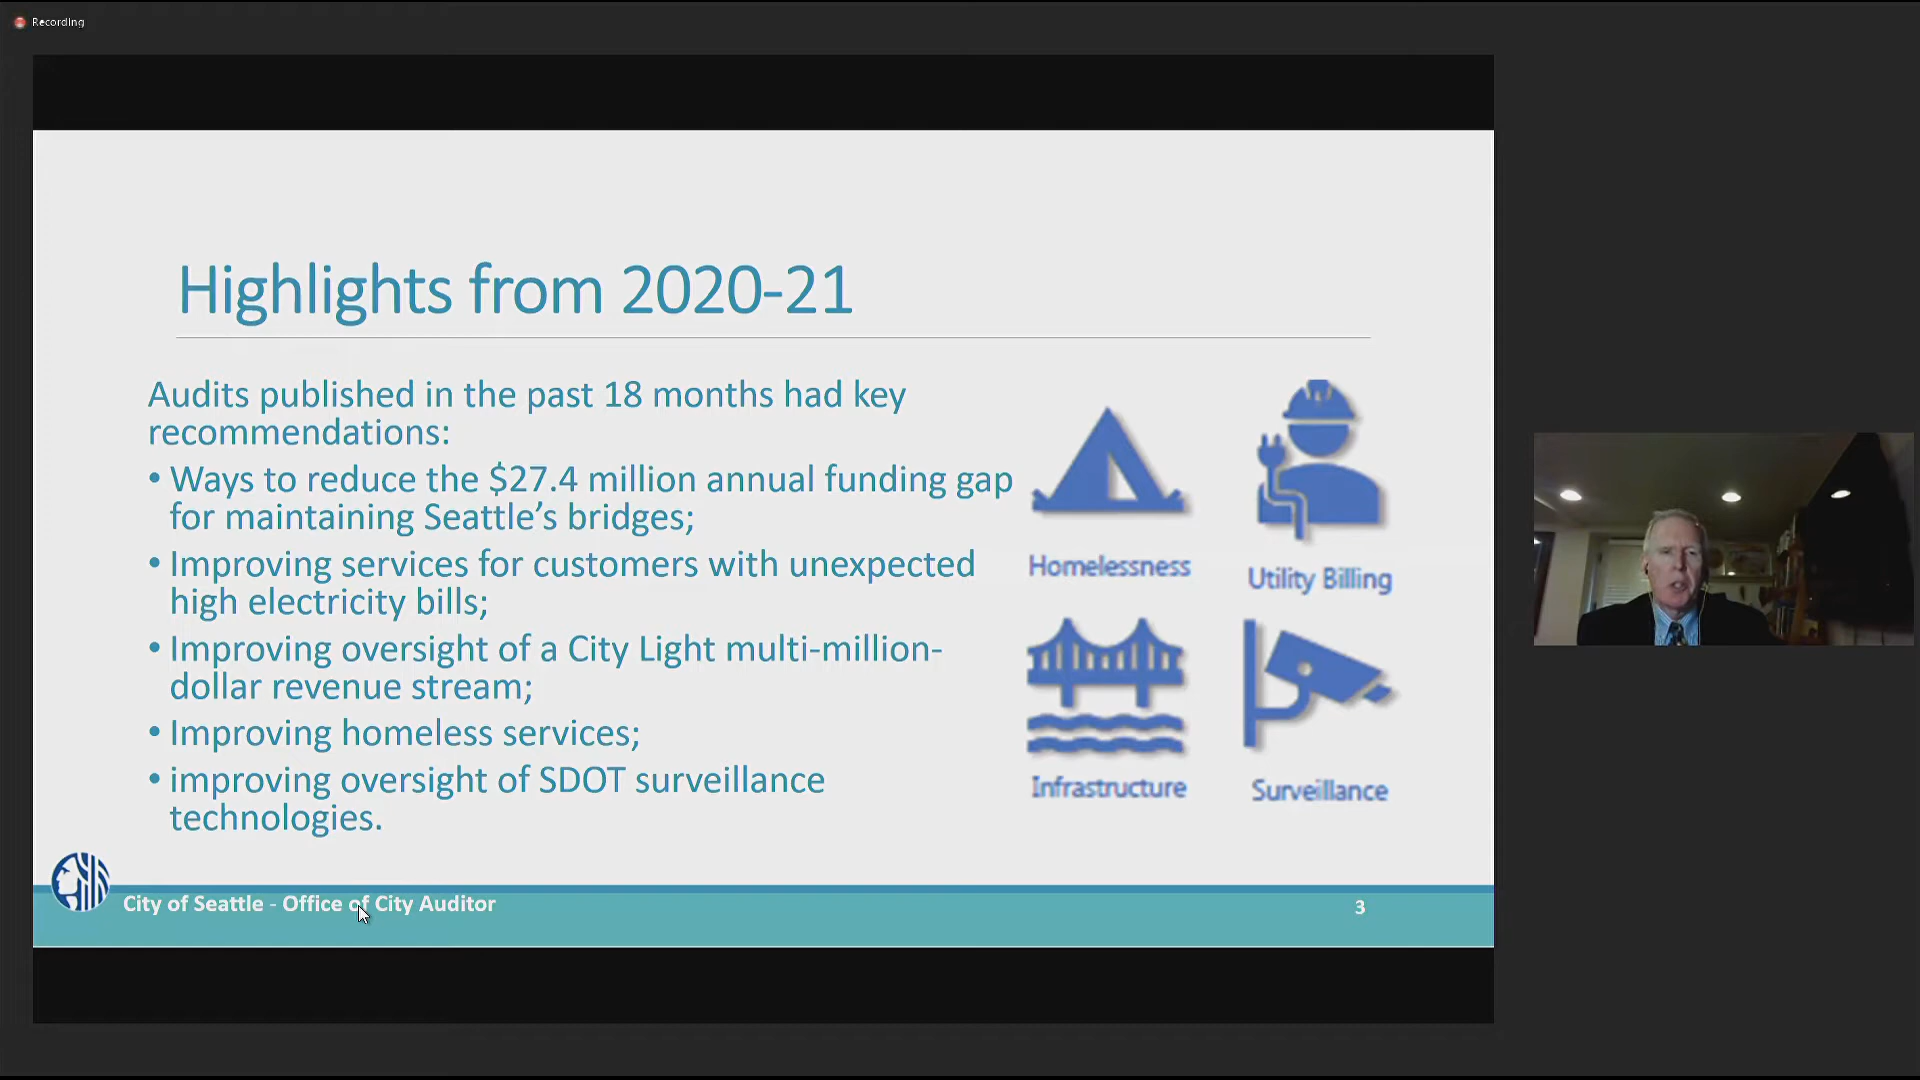 Recording
Highlights from 2020-21
Audits published in the past 18 months had key
recommendations:
• Ways to reduce the $27.4 million annual funding gap
for maintaining Seattle’s bridges;
• Improving services for customers with unexpected
high electricity bills;
• Improving oversight of a City Light multi-million-
dollar revenue stream;
• Improving homeless services;
• improving oversight of SDOT surveillance
technologies.
Homelessness
Utility Billing
Infrastructure
Surveillance
City of Seattle - Office of City Auditor
3